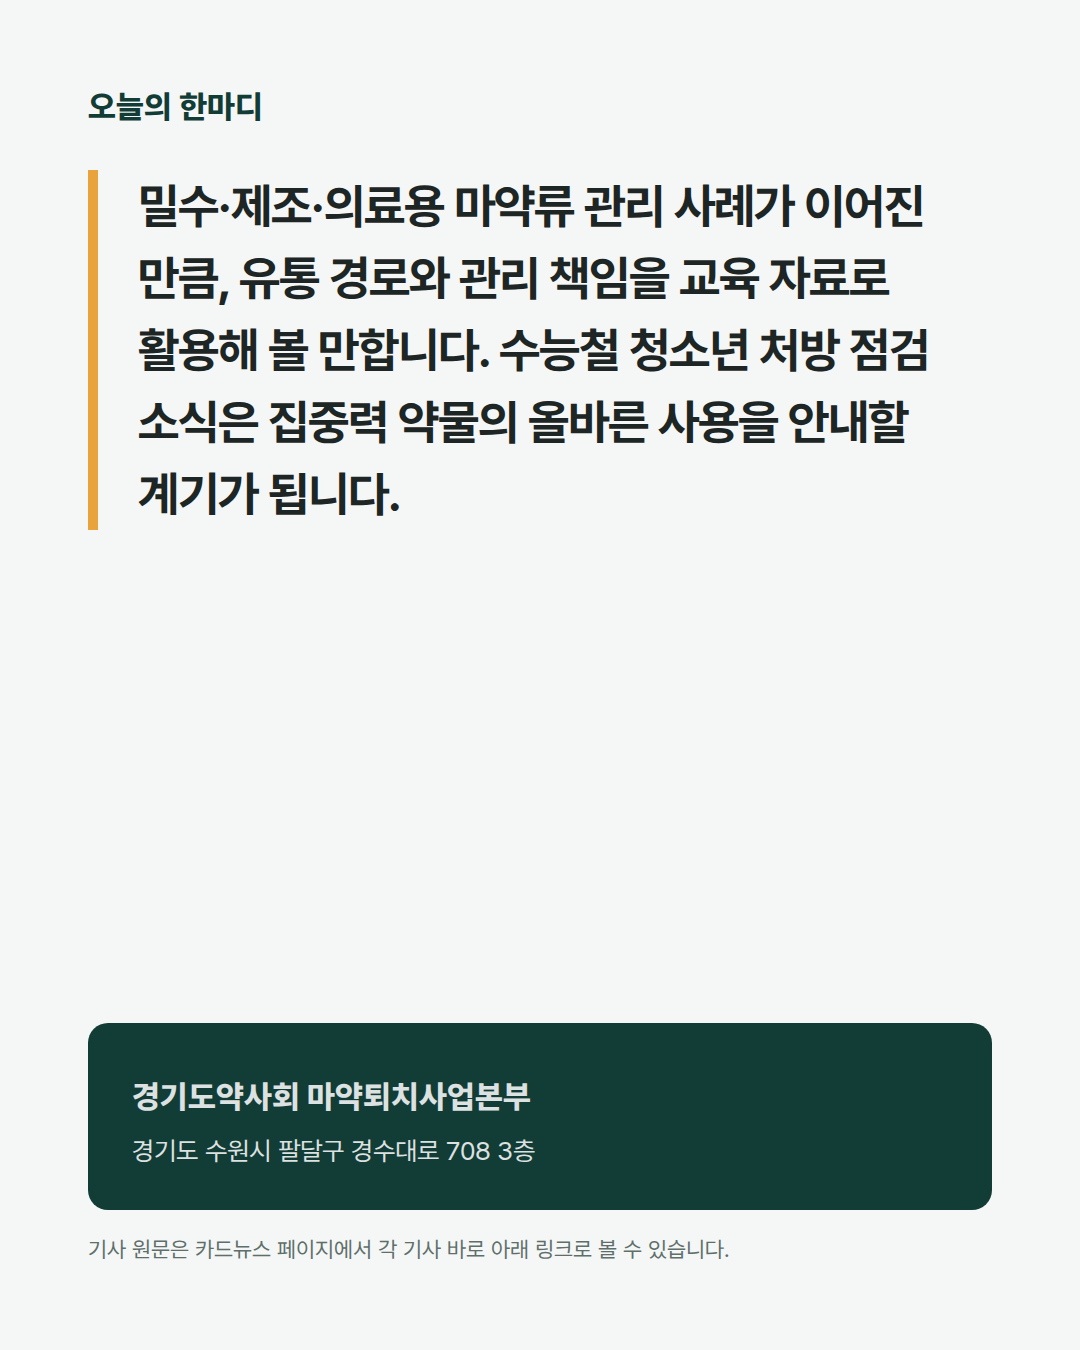 오늘의 한마디
밀수·제조·의료용 마약류 관리 사례가 이어진
만큼, 유통 경로와 관리 책임을 교육 자료로
활용해 볼 만합니다. 수능철 청소년 처방 점검
소식은 집중력 약물의 올바른 사용을 안내할
계기가 됩니다.
경기도약사회 마약퇴치사업본부
경기도 수원시 팔달구 경수대로 708 3층
기사 원문은 카드뉴스 페이지에서 각 기사 바로 아래 링크로 볼 수 있습니다.